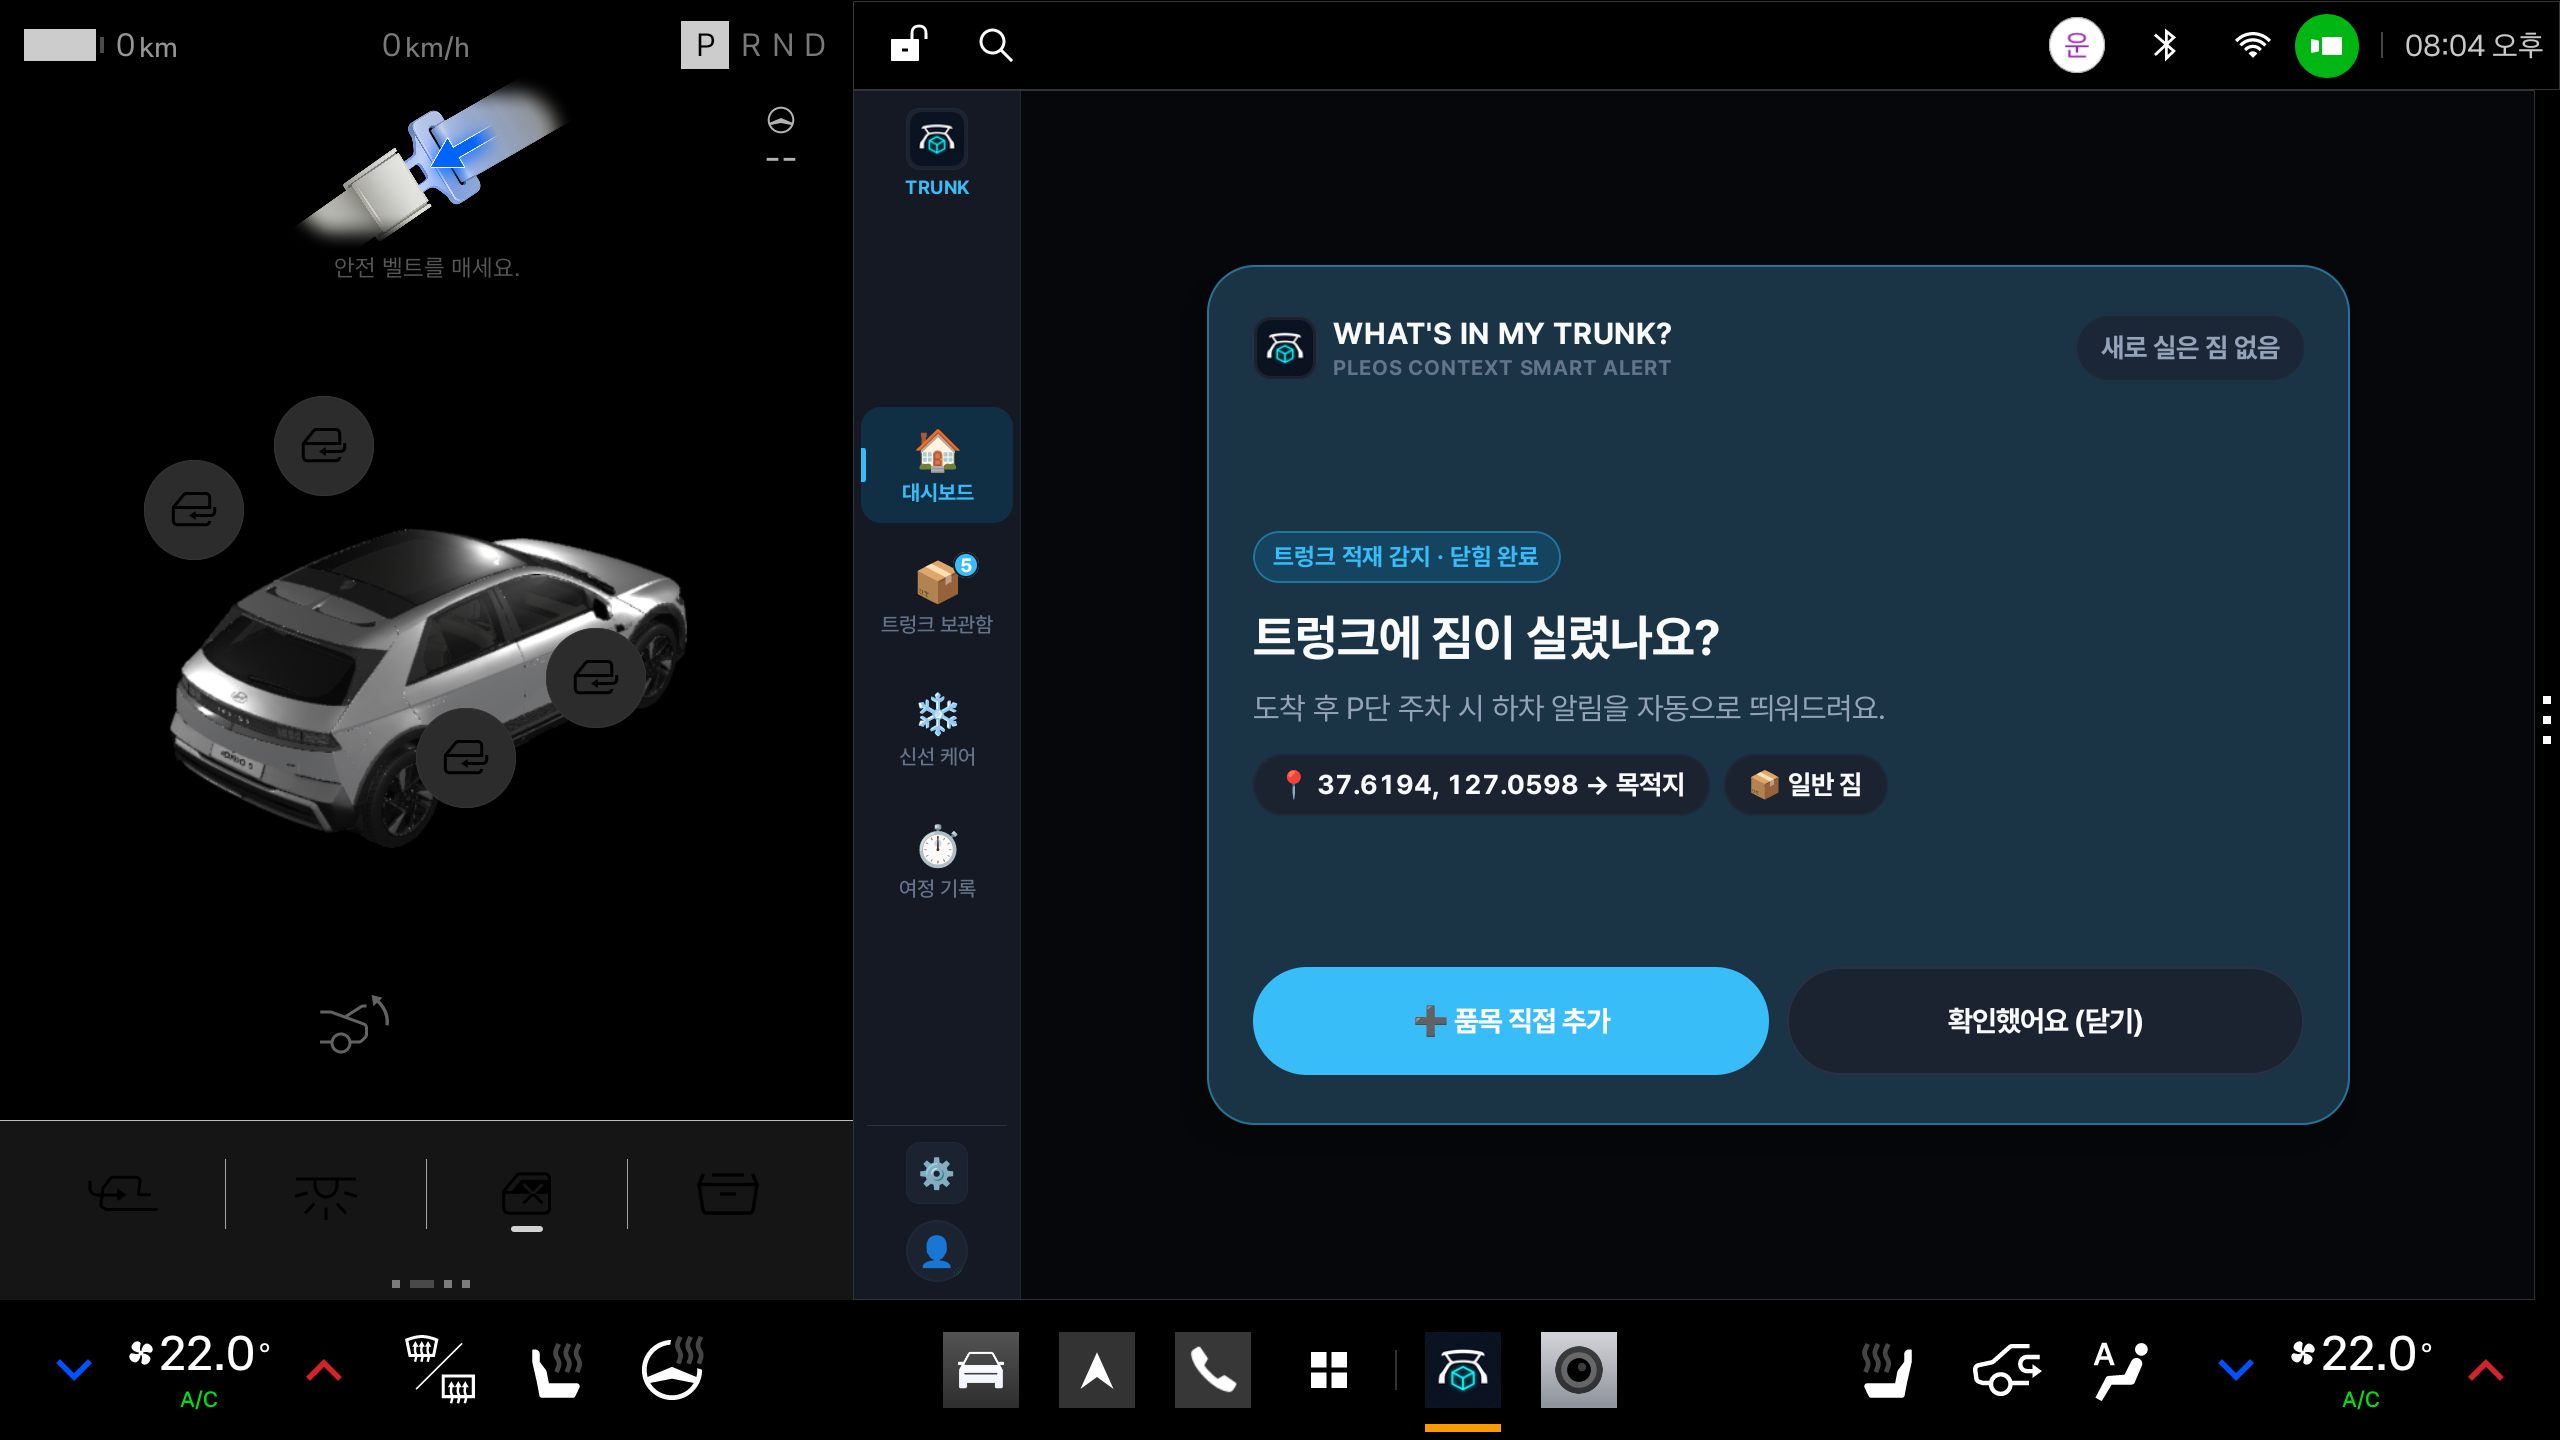 0km
0km/h
P R N D
운
08:04 오후
안전 벨트를 매세요.
--
TRUNK
대시보드
5
트렁크 보관함
신선 케어
여정 기록
WHAT'S IN MY TRUNK?
PLEOS CONTEXT SMART ALERT
새로 실은 짐 없음
트렁크 적재 감지 · 닫힘 완료
트렁크에 짐이 실렸나요?
도착 후 P단 주차 시 하차 알림을 자동으로 띄워드려요.
📍 37.6194, 127.0598 → 목적지
📦 일반 짐
➕ 품목 직접 추가
확인했어요 (닫기)
22.0°
A/C
A
22.0°
A/C